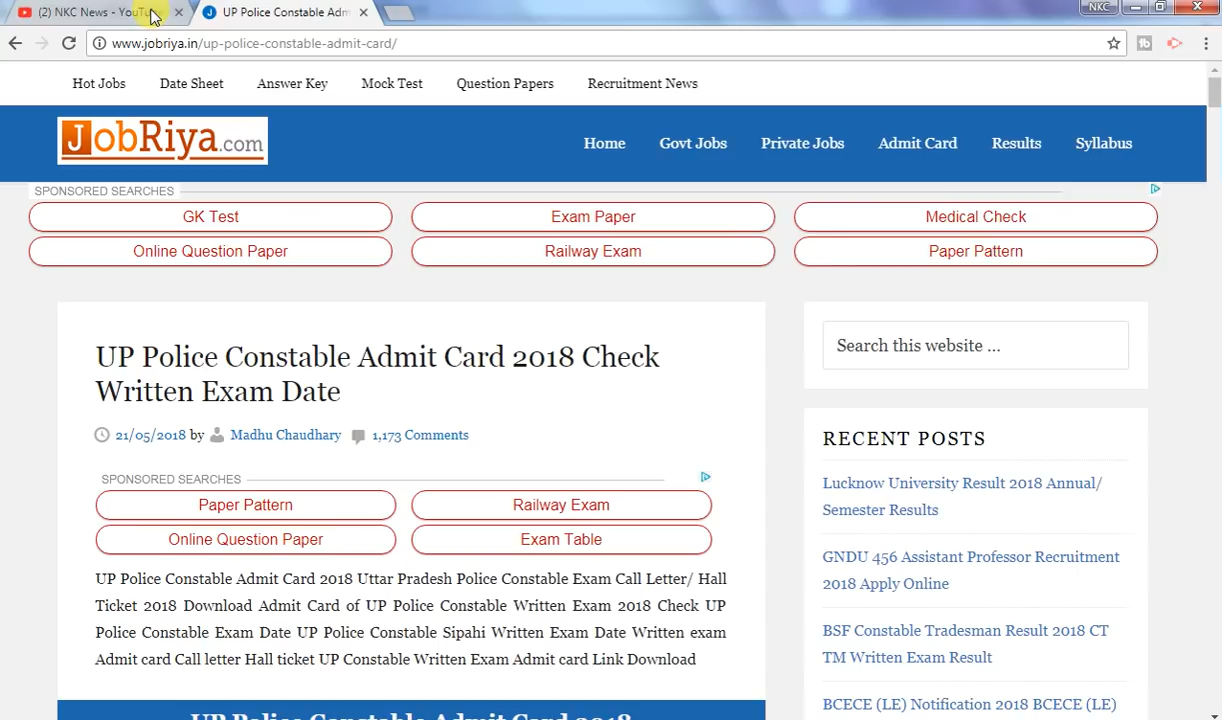 (2) NKC News - YouTu
UP Police Constable Adm
NKC
www.jobriya.in/up-police-constable-admit-card/
Hot Jobs Date Sheet Answer Key Mock Test Question Papers Recruitment News
JobRiya.com
Home Govt Jobs Private Jobs Admit Card Results Syllabus
SPONSORED SEARCHES
GK Test Exam Paper Medical Check
Online Question Paper Railway Exam Paper Pattern
UP Police Constable Admit Card 2018 Check
Written Exam Date
21/05/2018 by Madhu Chaudhary 1,173 Comments
SPONSORED SEARCHES
Paper Pattern Railway Exam
Online Question Paper Exam Table
UP Police Constable Admit Card 2018 Uttar Pradesh Police Constable Exam Call Letter/ Hall
Ticket 2018 Download Admit Card of UP Police Constable Written Exam 2018 Check UP
Police Constable Exam Date UP Police Constable Sipahi Written Exam Date Written exam
Admit card Call letter Hall ticket UP Constable Written Exam Admit card Link Download
UP Police Constable Admit Card 2018
Search this website ...
RECENT POSTS
Lucknow University Result 2018 Annual/
Semester Results
GNDU 456 Assistant Professor Recruitment
2018 Apply Online
BSF Constable Tradesman Result 2018 CT
TM Written Exam Result
BCECE (LE) Notification 2018 BCECE (LE)